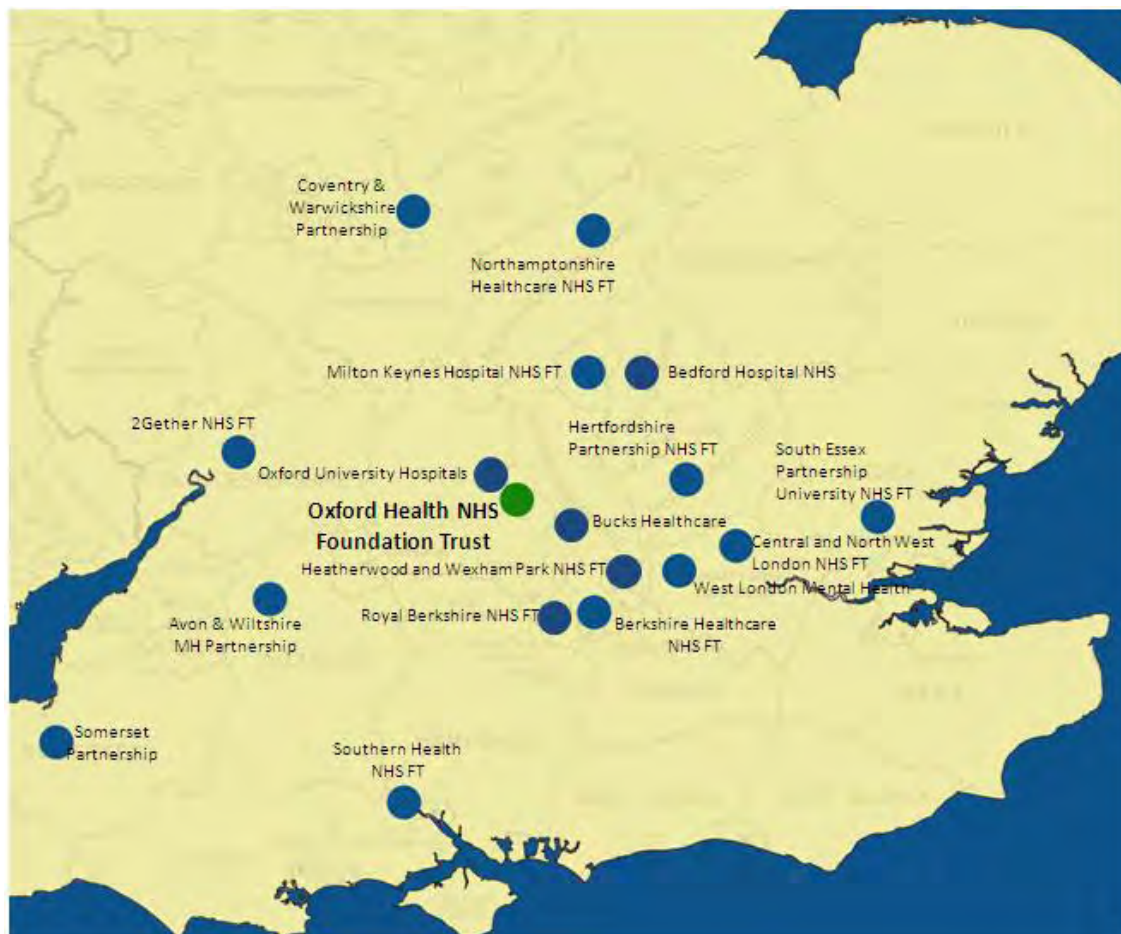 Coventry &
Warwickshire
Partnership
Northamptonshire
Healthcare NHS FT
Milton Keynes Hospital NHS FT
Bedford Hospital NHS
2Gether NHS FT
Hertfordshire
Partnership NHS FT
South Essex
Partnership
University NHS FT
Oxford University Hospitals
Oxford Health NHS
Foundation Trust
Bucks Healthcare
Central and North West
London NHS FT
Heatherwood and Wexham Park NHS FT
West London Mental Health
Royal Berkshire NHS FT
Berkshire Healthcare
NHS FT
Avon & Wiltshire
MH Partnership
Somerset
Partnership
Southern Health
NHS FT